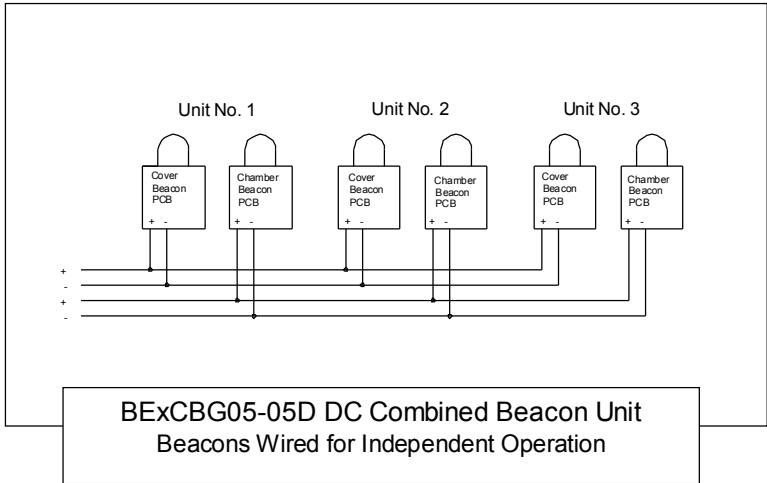 Unit No. 1
Unit No. 2
Unit No. 3
Cover
Beacon
PCB
+ -
Chamber
Beacon
PCB
+ -
Cover
Beacon
PCB
+ -
Chamber
Beacon
PCB
+ -
Cover
Beacon
PCB
+ -
Chamber
Beacon
PCB
+ -
+
-
+
-
BExCBG05-05D DC Combined Beacon Unit
Beacons Wired for Independent Operation